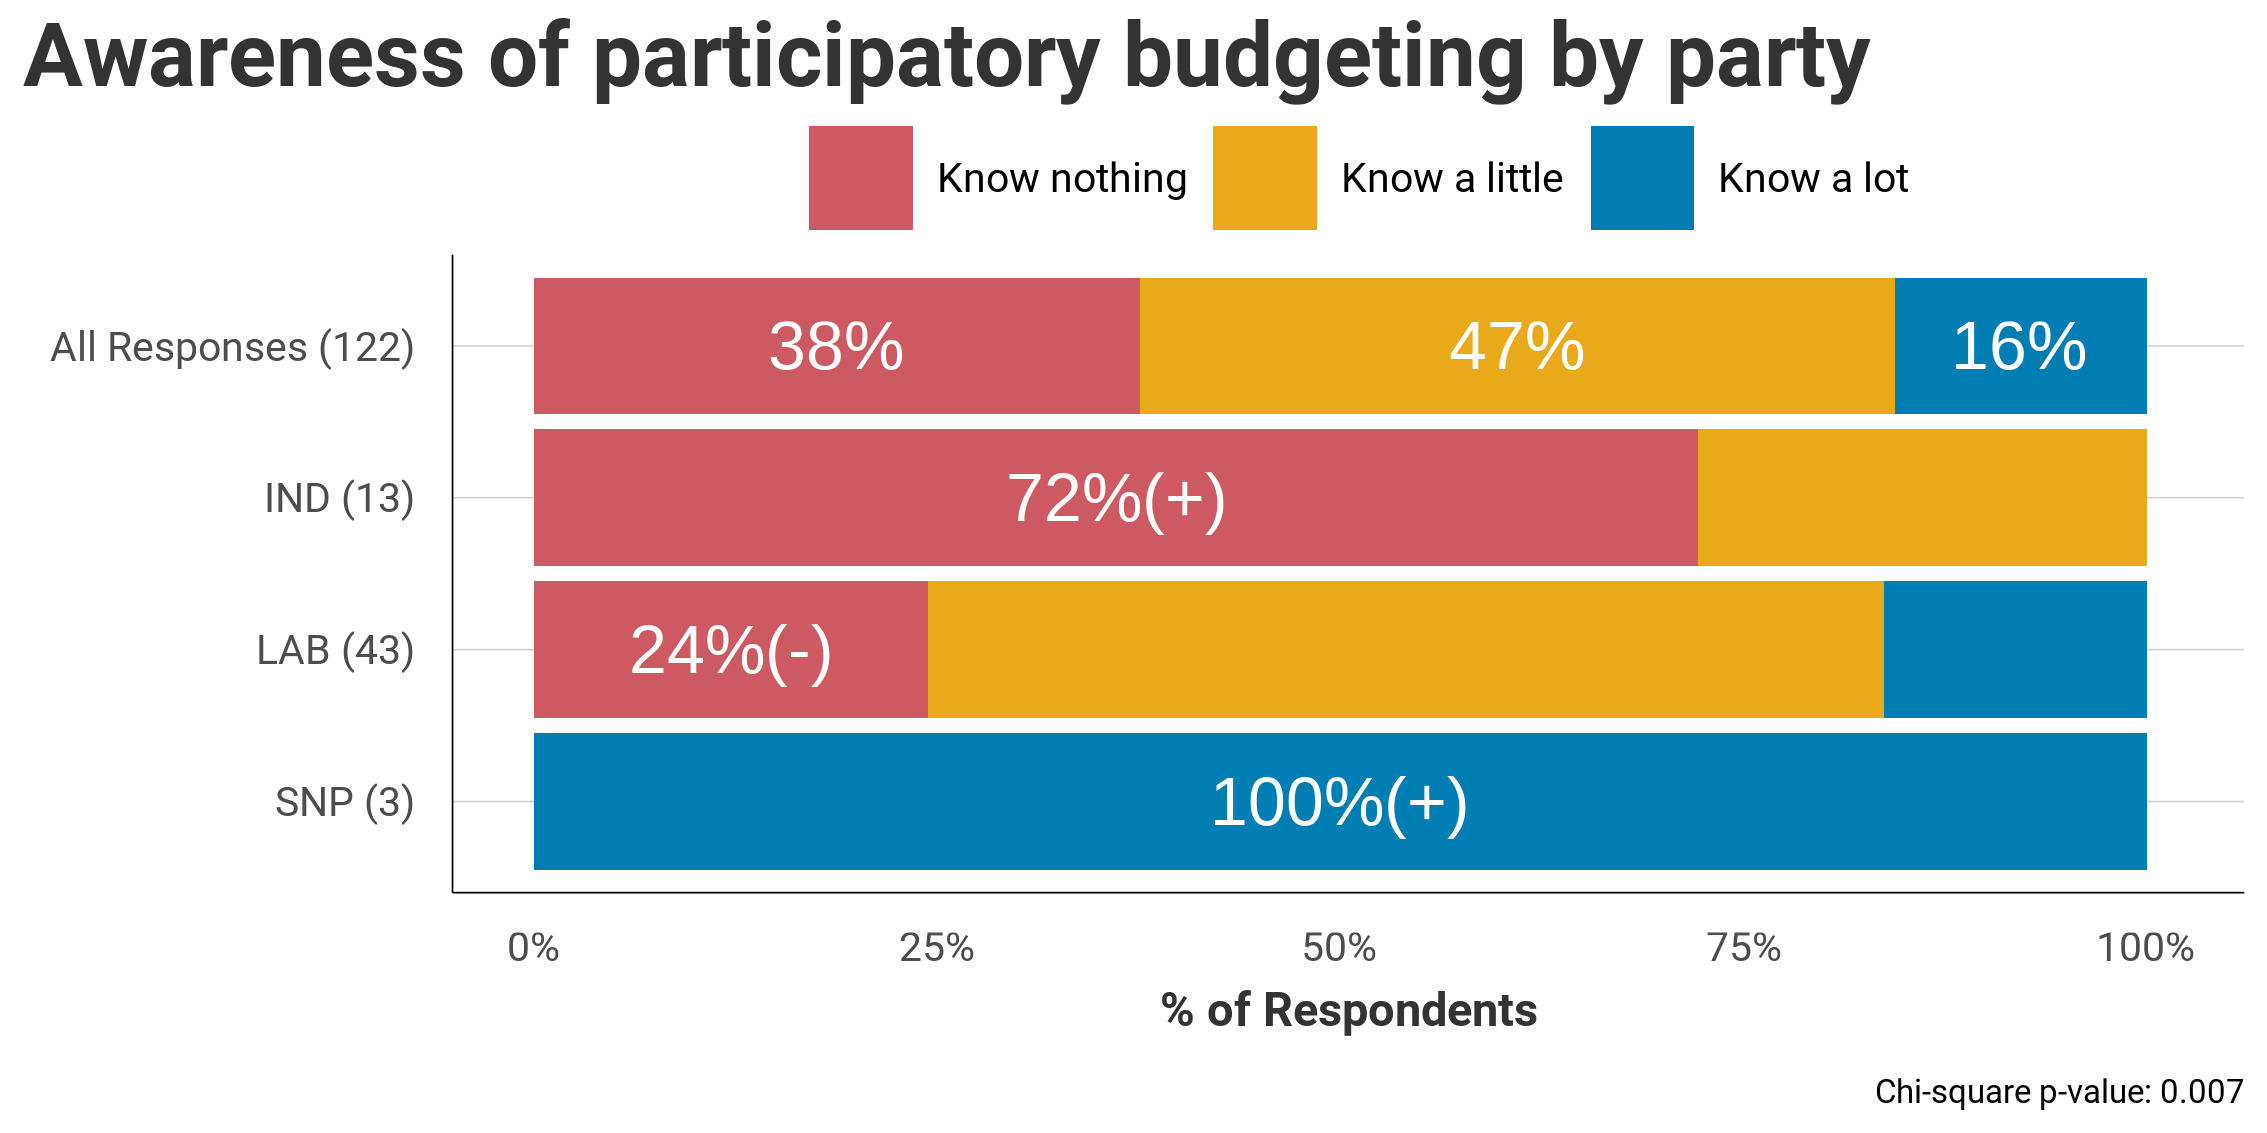 Awareness of participatory budgeting by party
Know nothing Know a little Know a lot
All Responses (122) 38% 47% 16%
IND (13) 72%(+)
LAB (43) 24%(-)
SNP (3) 100%(+)
0% 25% 50% 75% 100%
% of Respondents
Chi-square p-value: 0.007